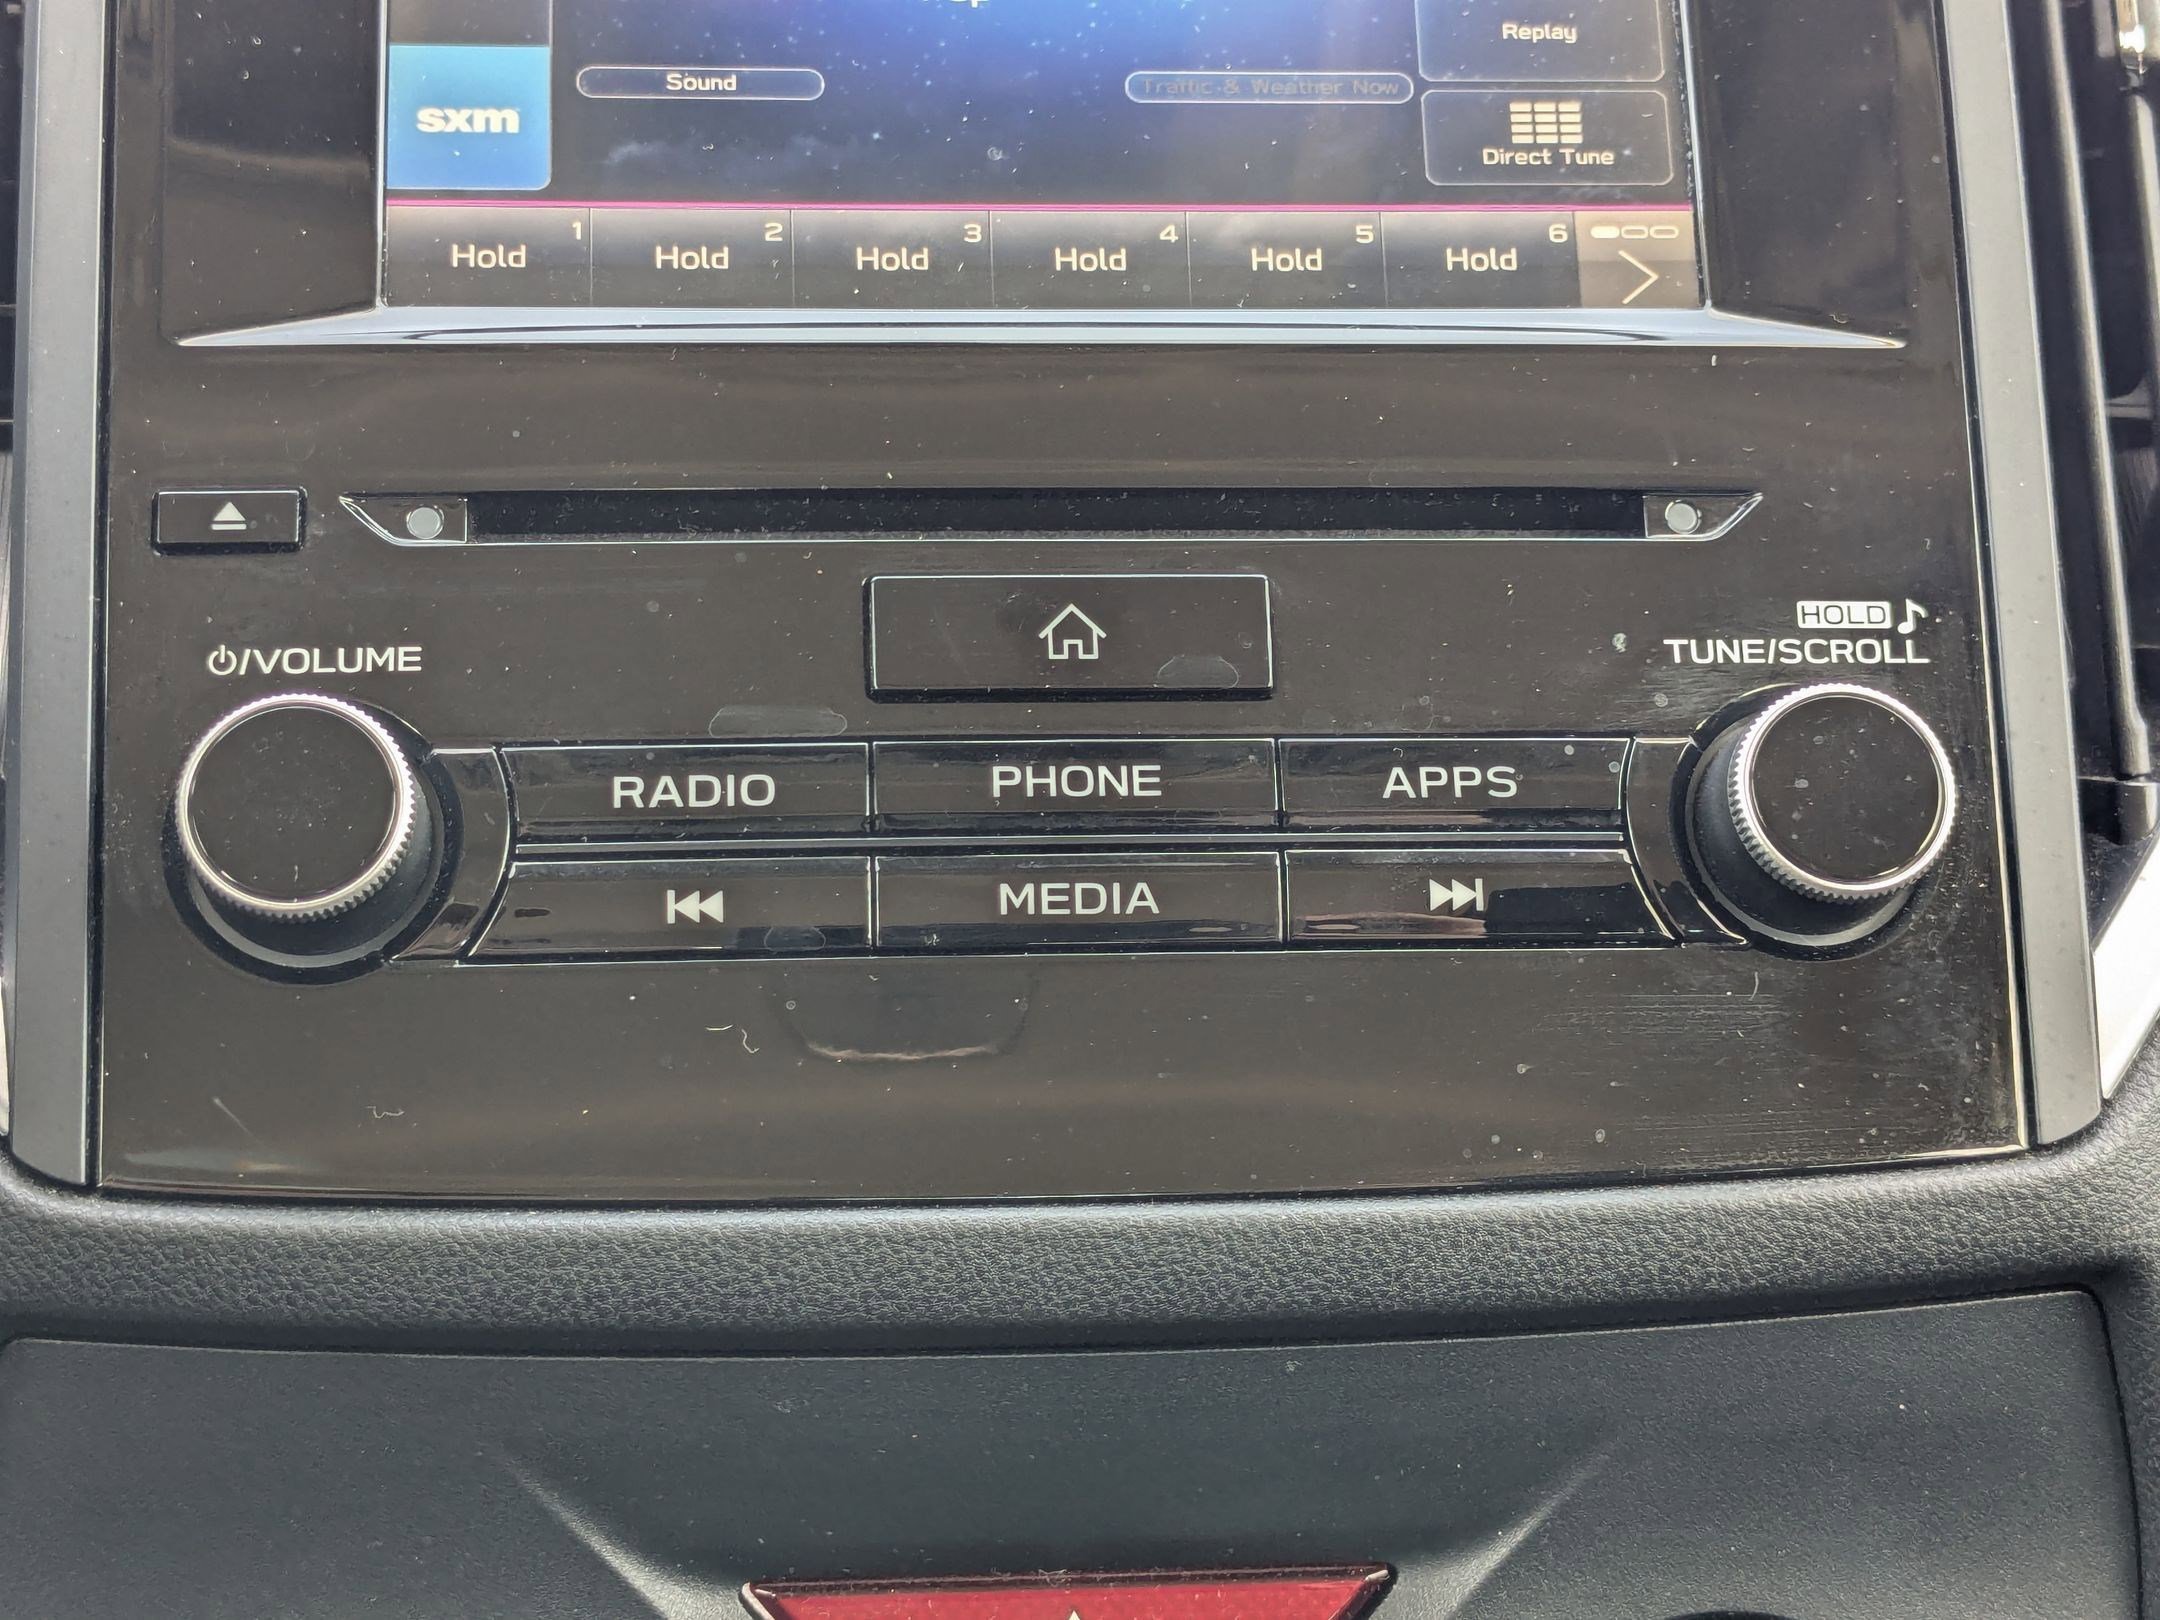 Replay
Sound
Traffic & Weather Now
sxm
Direct Tune
1 2 3 4 5 6
Hold Hold Hold Hold Hold Hold
HOLD
/VOLUME
TUNE/SCROLL
RADIO PHONE APPS
MEDIA